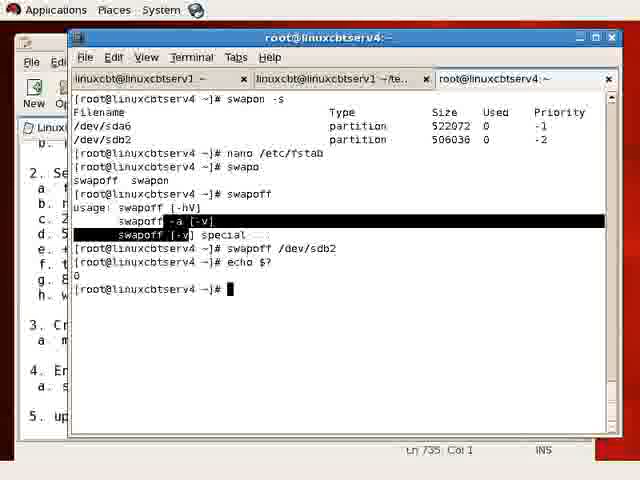 Applications Places System
root@linuxcbtserv4:~
File Edit View Terminal Tabs Help
linuxcbt@linuxcbtserv1 ~
linuxcbt@linuxcbtserv1 ~/te...
root@linuxcbtserv4:~
[root@linuxcbtserv4 ~]# swapon -s
Filename Type Size Used Priority
/dev/sda6 partition 522072 0 -1
/dev/sdb2 partition 506036 0 -2
[root@linuxcbtserv4 ~]# nano /etc/fstab
[root@linuxcbtserv4 ~]# swapo
swapoff swapon
[root@linuxcbtserv4 ~]# swapoff
usage: swapoff [-hV]
swapoff -a [-v]
swapoff [-v] special ...
[root@linuxcbtserv4 ~]# swapoff /dev/sdb2
[root@linuxcbtserv4 ~]# echo $?
0
[root@linuxcbtserv4 ~]#
File
New
2. Se
a
b.
c. 2
d. 5
e. +
f. t
g. 8
h. w
3. Cr
a m
4. En
a. s
5. up
Ln 735, Col 1 INS